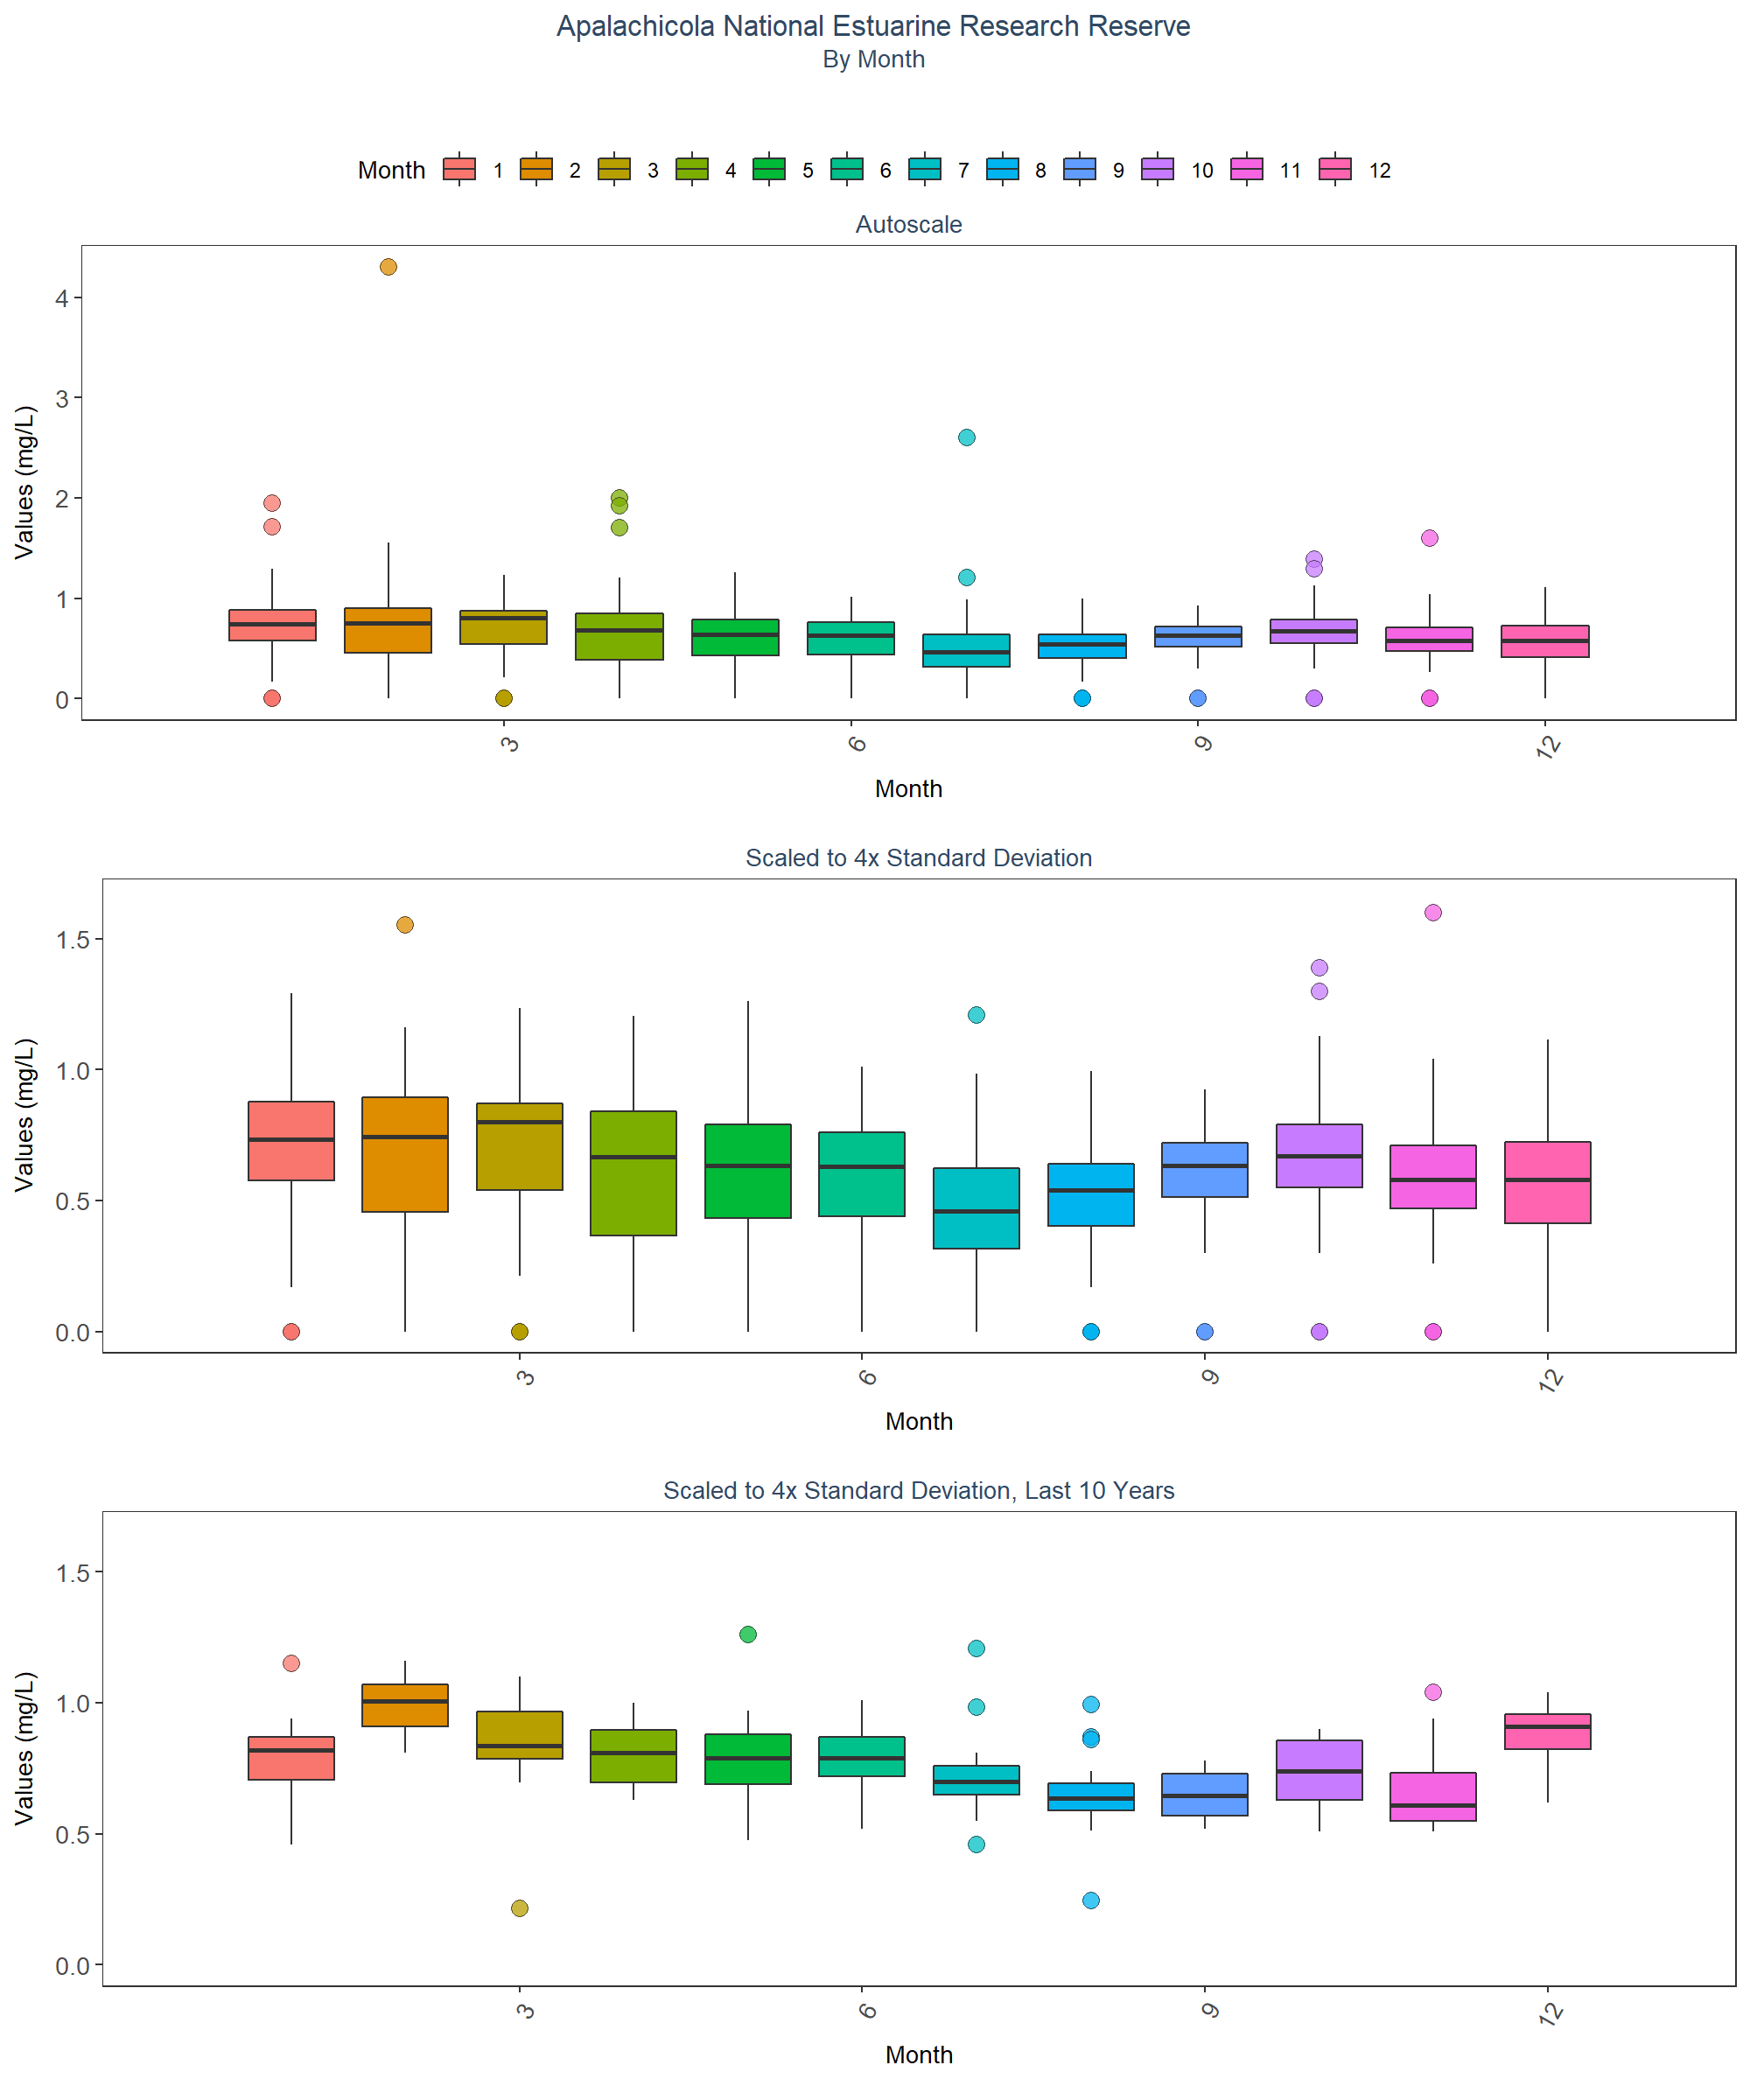 Apalachicola National Estuarine Research Reserve
By Month
Month 1 2 3 4 5 6 7 8 9 10 11 12
Autoscale
Values (mg/L)
4
3
2
1
0
3 6 9 12
Month
Scaled to 4x Standard Deviation
Values (mg/L)
1.5
1.0
0.5
0.0
3 6 9 12
Month
Scaled to 4x Standard Deviation, Last 10 Years
Values (mg/L)
1.5
1.0
0.5
0.0
3 6 9 12
Month